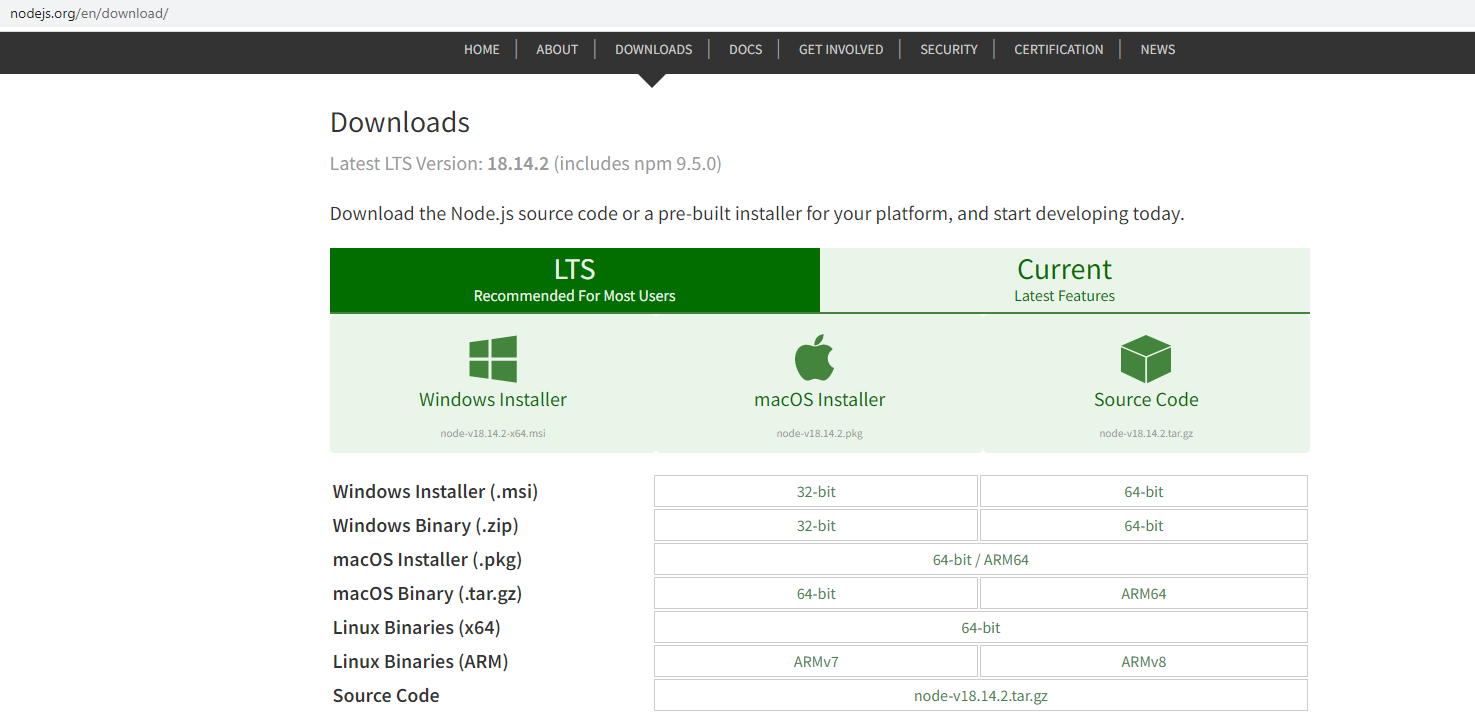 nodejs.org/en/download/
HOME ABOUT DOWNLOADS DOCS GET INVOLVED SECURITY CERTIFICATION NEWS
Downloads
Latest LTS Version: 18.14.2 (includes npm 9.5.0)
Download the Node.js source code or a pre-built installer for your platform, and start developing today.
LTS Current
Recommended For Most Users Latest Features
Windows Installer macOS Installer Source Code
node-v18.14.2-x64.msi node-v18.14.2.pkg node-v18.14.2.tar.gz
Windows Installer (.msi) 32-bit 64-bit
Windows Binary (.zip) 32-bit 64-bit
macOS Installer (.pkg) 64-bit / ARM64
macOS Binary (.tar.gz) 64-bit ARM64
Linux Binaries (x64) 64-bit
Linux Binaries (ARM) ARMv7 ARMv8
Source Code node-v18.14.2.tar.gz